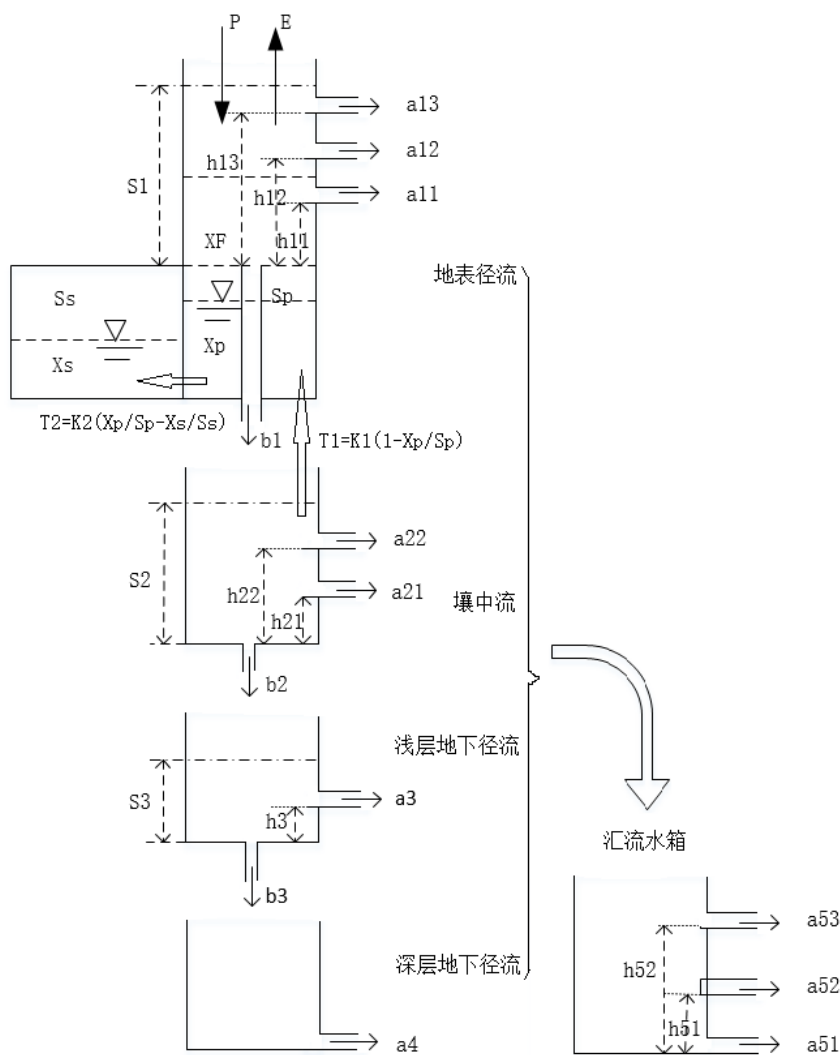 P E
a13
h13
a12
S1
h12
a11
XF
h11
地表径流
Ss
Sp
Xp
Xs
T2=K2(Xp/Sp-Xs/Ss)
b1
T1=K1(1-Xp/Sp)
a22
S2
h22
a21
壤中流
h21
b2
浅层地下径流
S3
a3
h3
汇流水箱
b3
a53
h52
深层地下径流
a52
h51
a4
a51